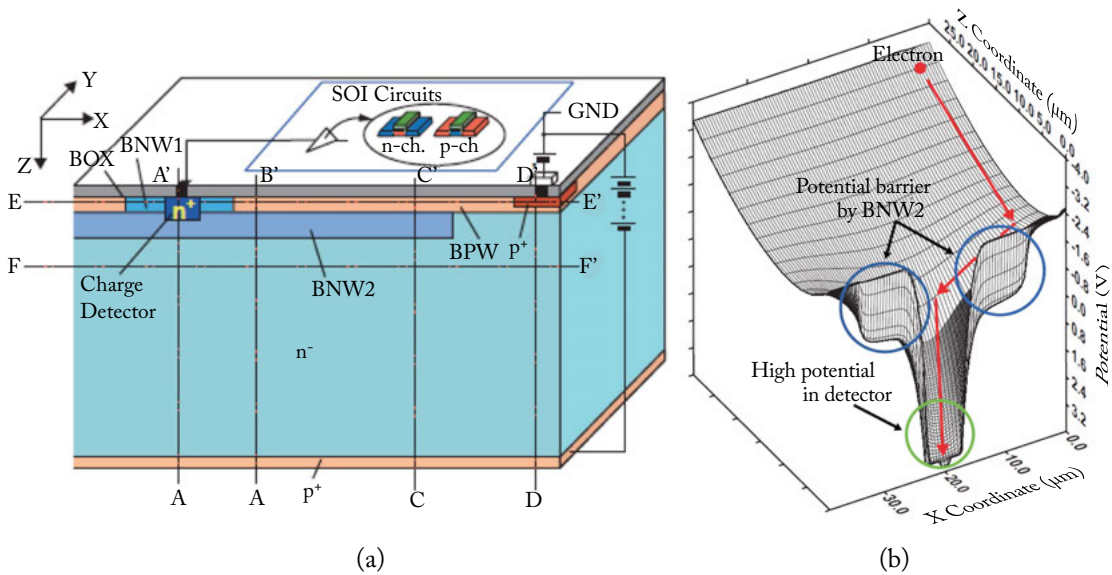 Y
X
Z
SOI Circuits
n-ch.
p-ch
GND
BOX
BNW1
A'
B'
C'
D'
E
n+
E'
p+
BPW
F
F'
Charge
Detector
BNW2
n-
A
A
p+
C
D
(a)
Z Coordinate (μm)
25.0
20.0
15.0
10.0
5.0
0.0
Electron
-4.0
-3.2
-2.4
-1.6
-0.8
0.0
0.8
1.6
2.4
3.2
Potential (V)
Potential barrier
by BNW2
High potential
in detector
0.0
-10.0
-20.0
-30.0
X Coordinate (μm)
(b)